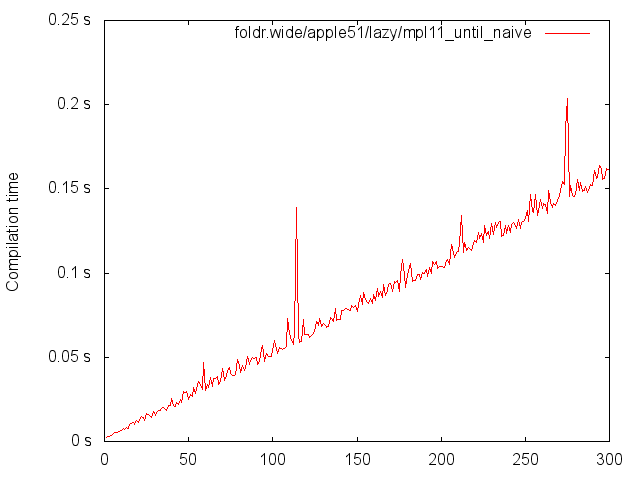 0.25 s
foldr.wide/apple51/lazy/mpl11_until_naive
0.2 s
0.15 s
Compilation time
0.1 s
0.05 s
0 s
0 50 100 150 200 250 300